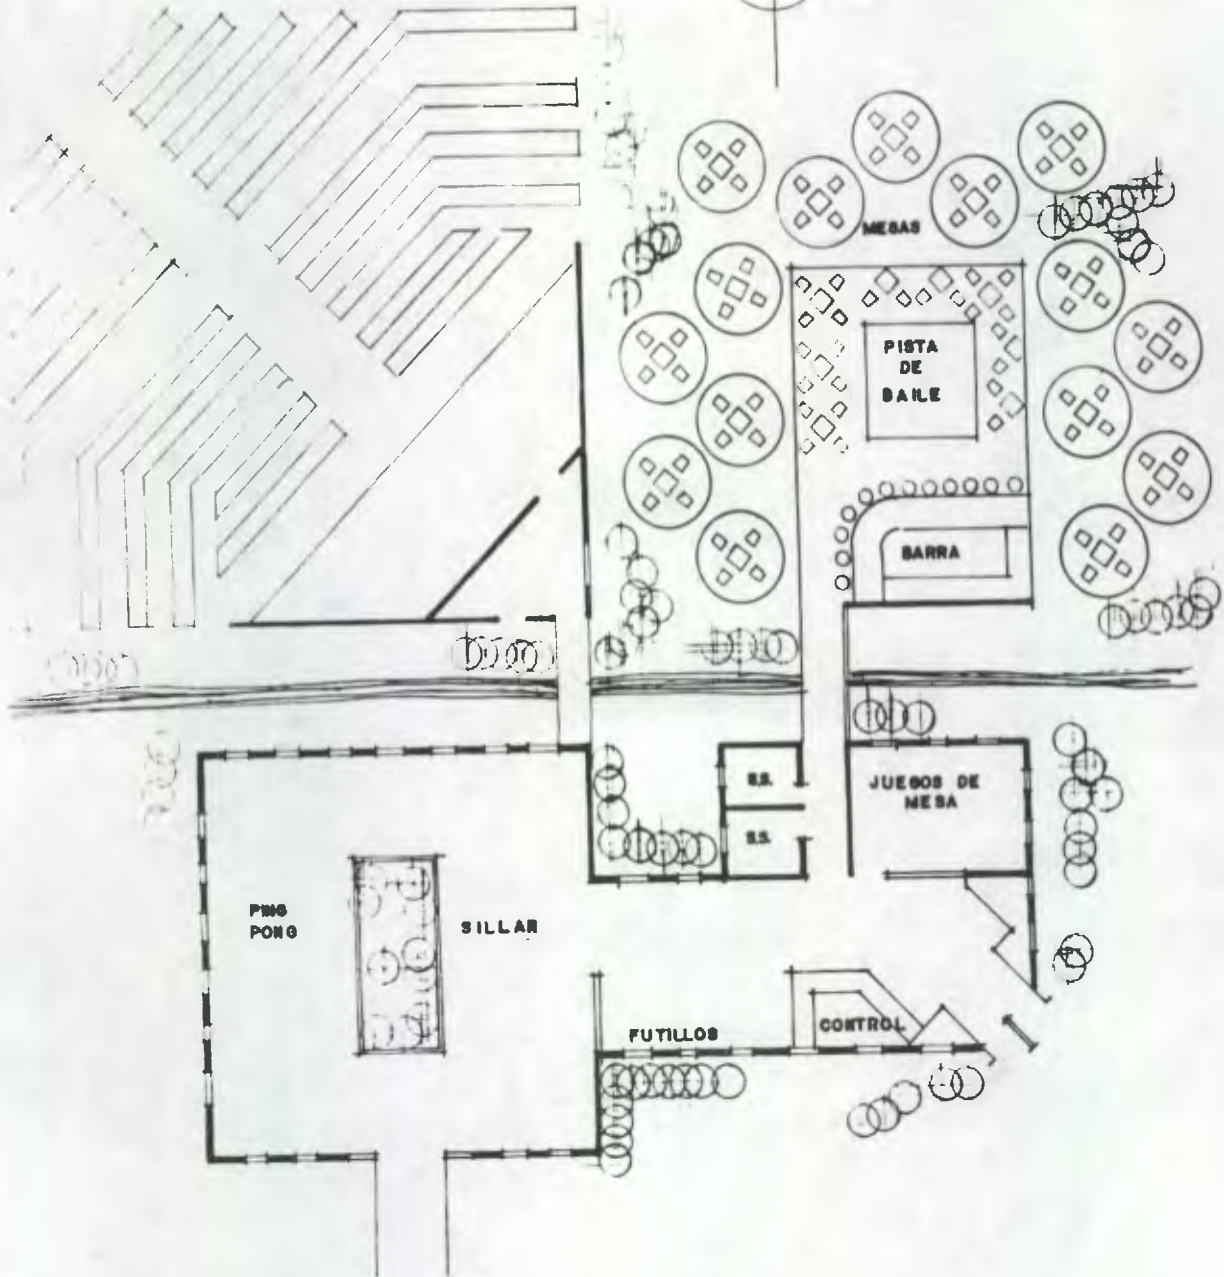 MESAS
PISTA
DE
BAILE
BARRA
S.S.
JUEGOS DE
MESA
S.S.
PING
PONG
SILLAR
FUTILLOS
CONTROL